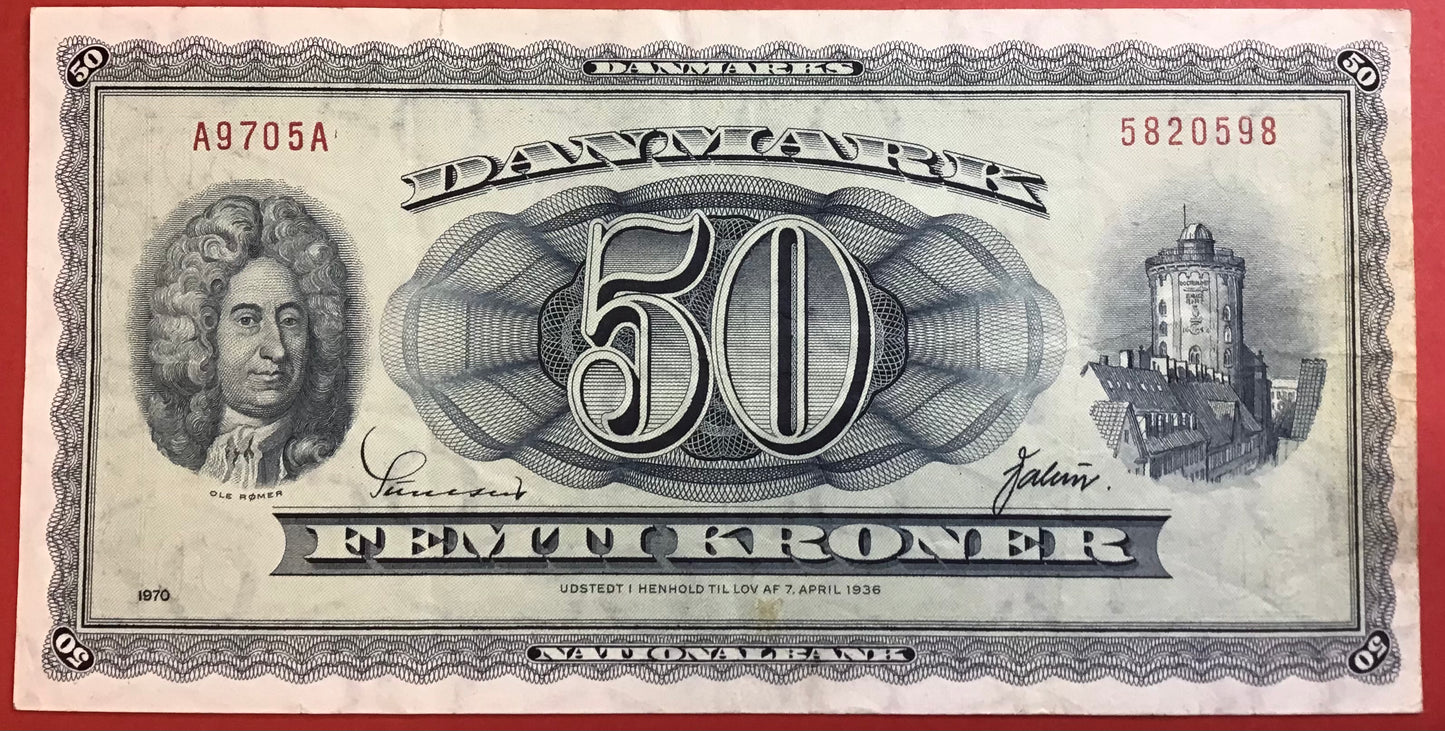 50 DANMARKS 50
A9705A 5820598
DANMARK
50
OLE RØMER
FEMTI KRONER
UDSTEDT I HENHOLD TIL LOV AF 7. APRIL 1936
1970
50 NATIONALBANK 50